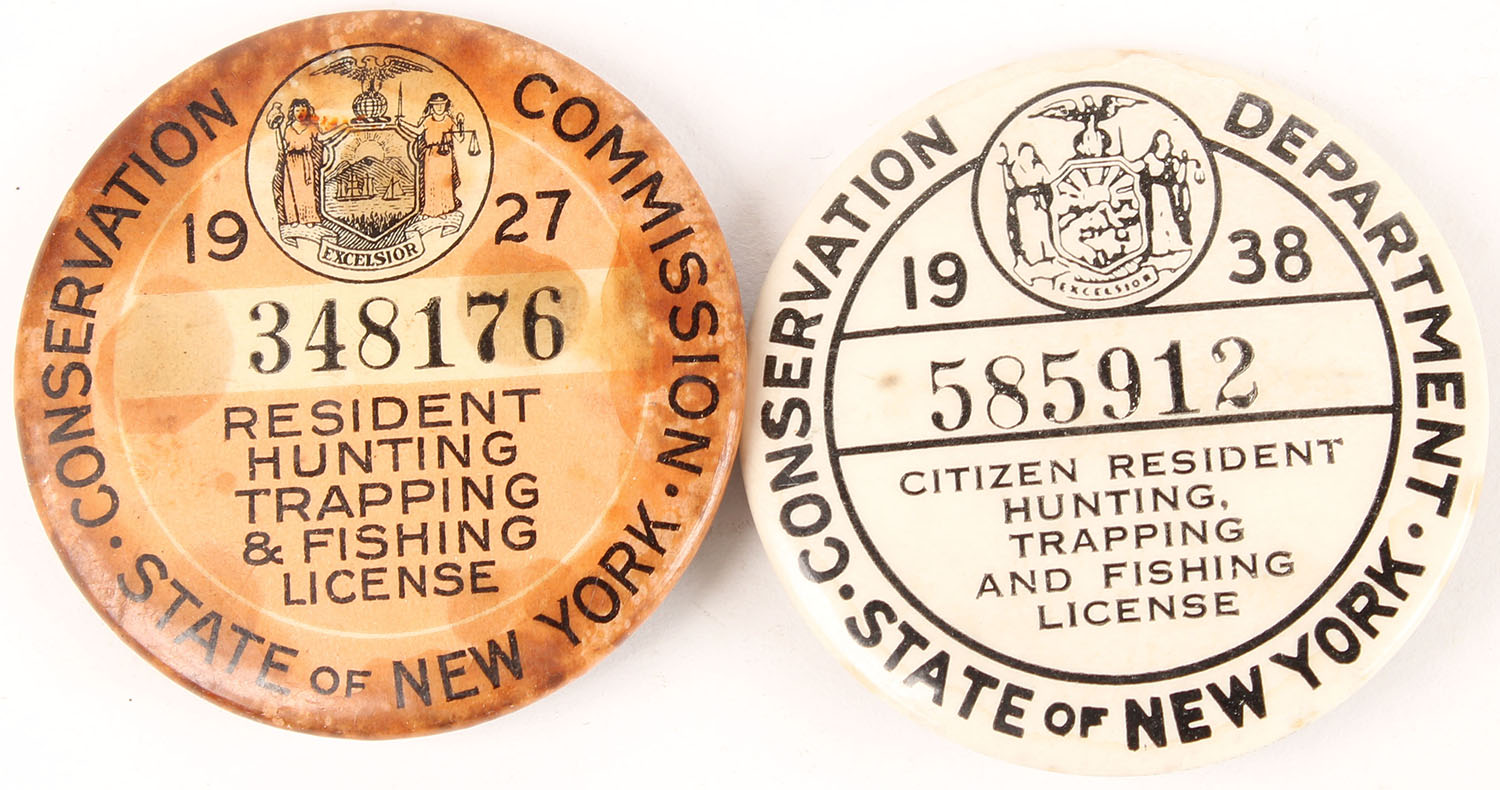 CONSERVATION COMMISSION · STATE OF NEW YORK ·
EXCELSIOR
19 27
348176
RESIDENT
HUNTING
TRAPPING
& FISHING
LICENSE
CONSERVATION DEPARTMENT · STATE OF NEW YORK ·
EXCELSIOR
19 38
585912
CITIZEN RESIDENT
HUNTING,
TRAPPING
AND FISHING
LICENSE